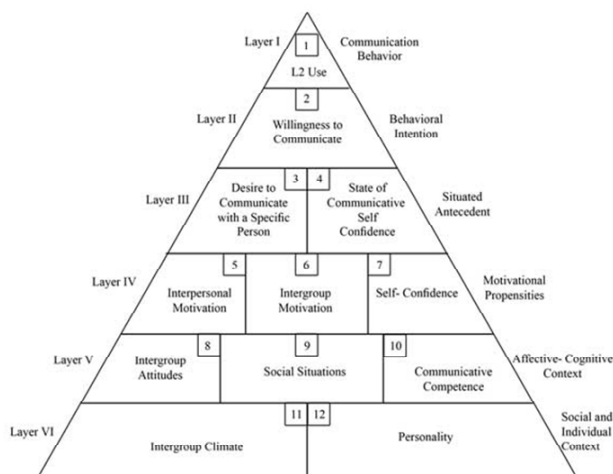 Layer I
1
Communication
Behavior
L2 Use
Layer II
2
Willingness to
Communicate
Behavioral
Intention
Layer III
3
4
Desire to
Communicate
with a Specific
Person
State of
Communicative
Self
Confidence
Situated
Antecedent
Layer IV
5
6
7
Interpersonal
Motivation
Intergroup
Motivation
Self- Confidence
Motivational
Propensities
Layer V
8
9
10
Intergroup
Attitudes
Social Situations
Communicative
Competence
Affective- Cognitive
Context
Layer VI
11
12
Intergroup Climate
Personality
Social and
Individual
Context